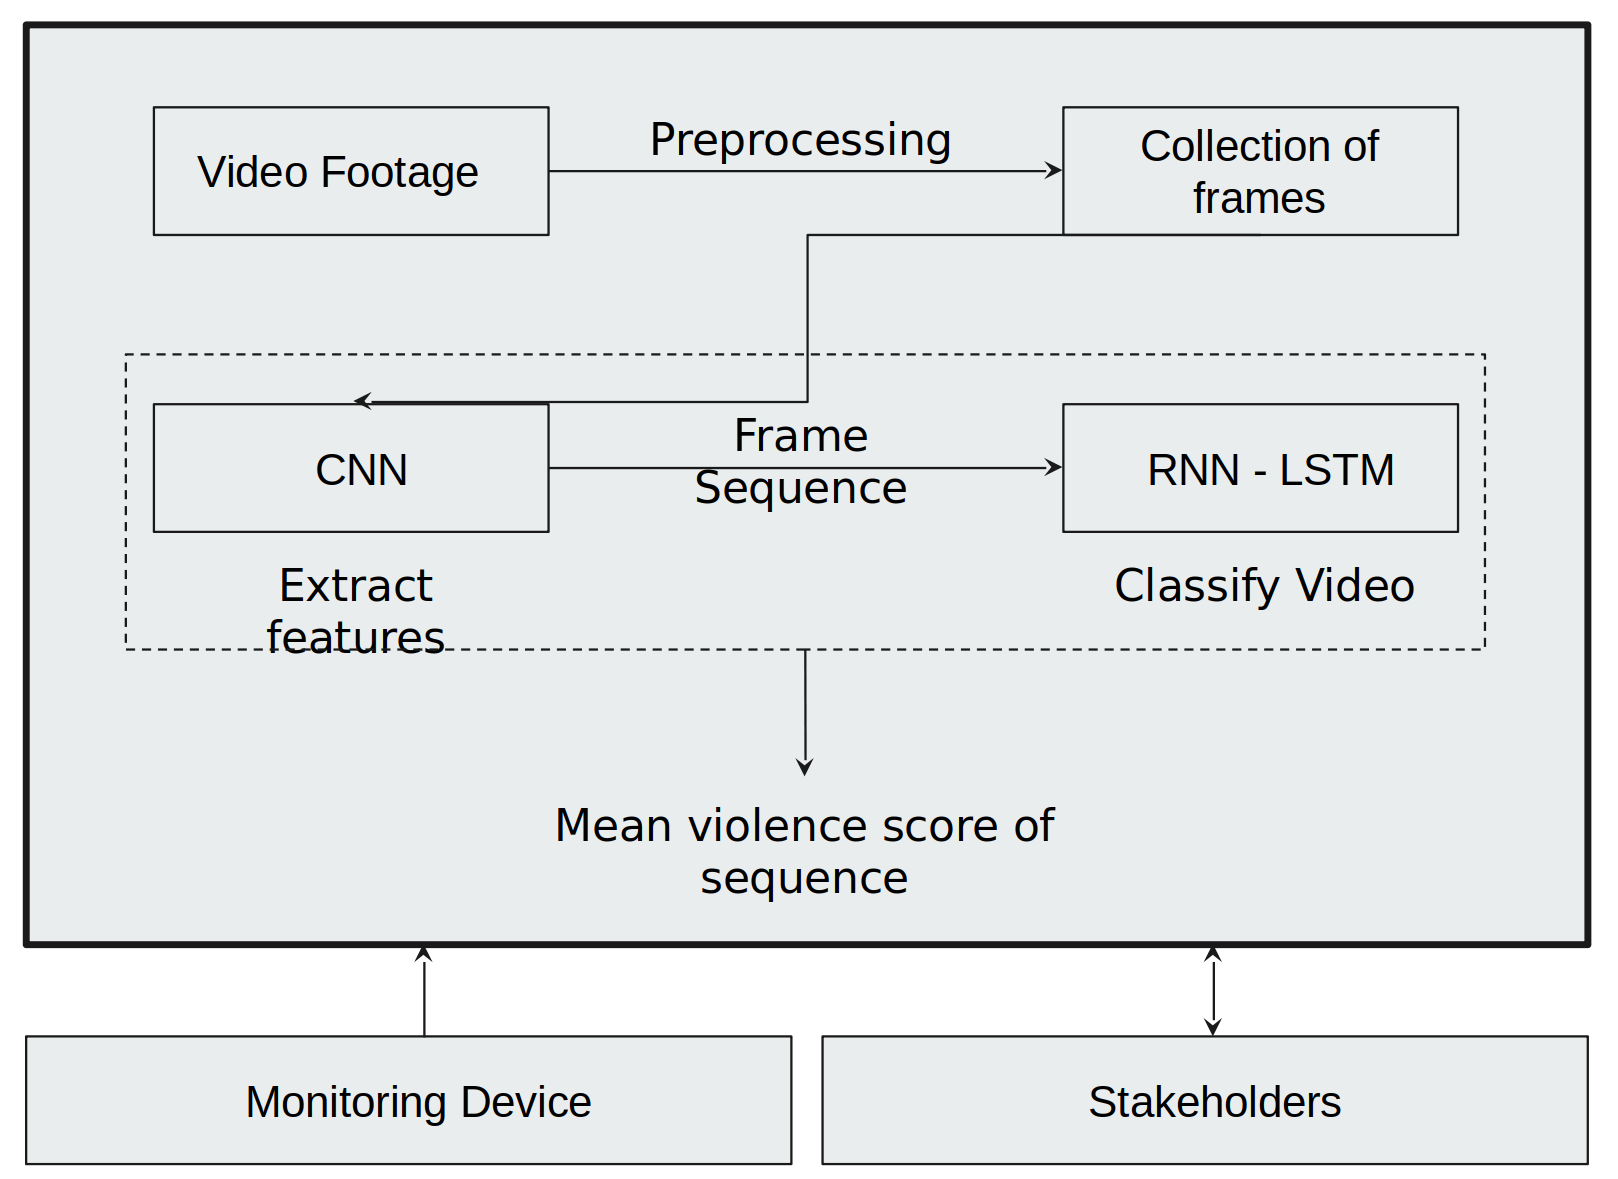 Video Footage
Preprocessing
Collection of
frames
CNN
Frame
Sequence
RNN - LSTM
Extract
features
Classify Video
Mean violence score of
sequence
Monitoring Device
Stakeholders